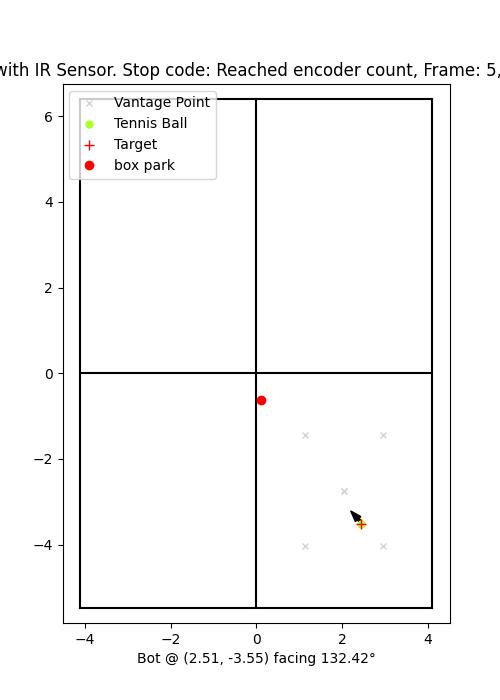 with IR Sensor. Stop code: Reached encoder count, Frame: 5,
Vantage Point
Tennis Ball
Target
box park
6
4
2
0
−2
−4
−4 −2 0 2 4
Bot @ (2.51, -3.55) facing 132.42°